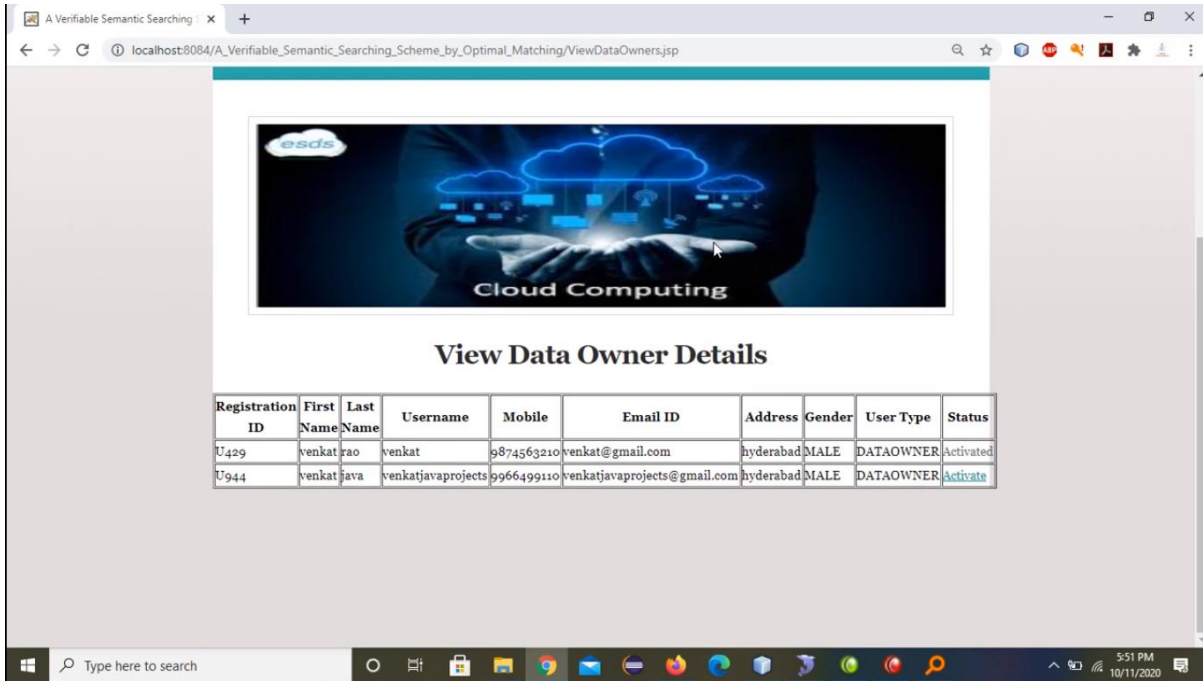 A Verifiable Semantic Searching S
localhost:8084/A_Verifiable_Semantic_Searching_Scheme_by_Optimal_Matching/ViewDataOwners.jsp
ABP
esds
Cloud Computing
View Data Owner Details
Registration ID First Name Last Name Username Mobile Email ID Address Gender User Type Status
U429 venkat rao venkat 9874563210 venkat@gmail.com hyderabad MALE DATAOWNER Activated
U944 venkat java venkatjavaprojects 9966499110 venkatjavaprojects@gmail.com hyderabad MALE DATAOWNER Activate
Type here to search
5:51 PM
10/11/2020